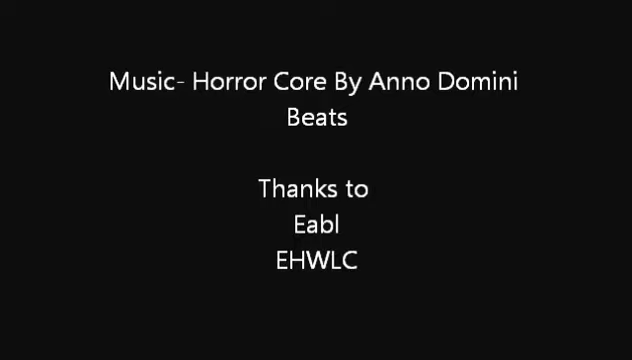 Music- Horror Core By Anno Domini
Beats
Thanks to
Eabl
EHWLC